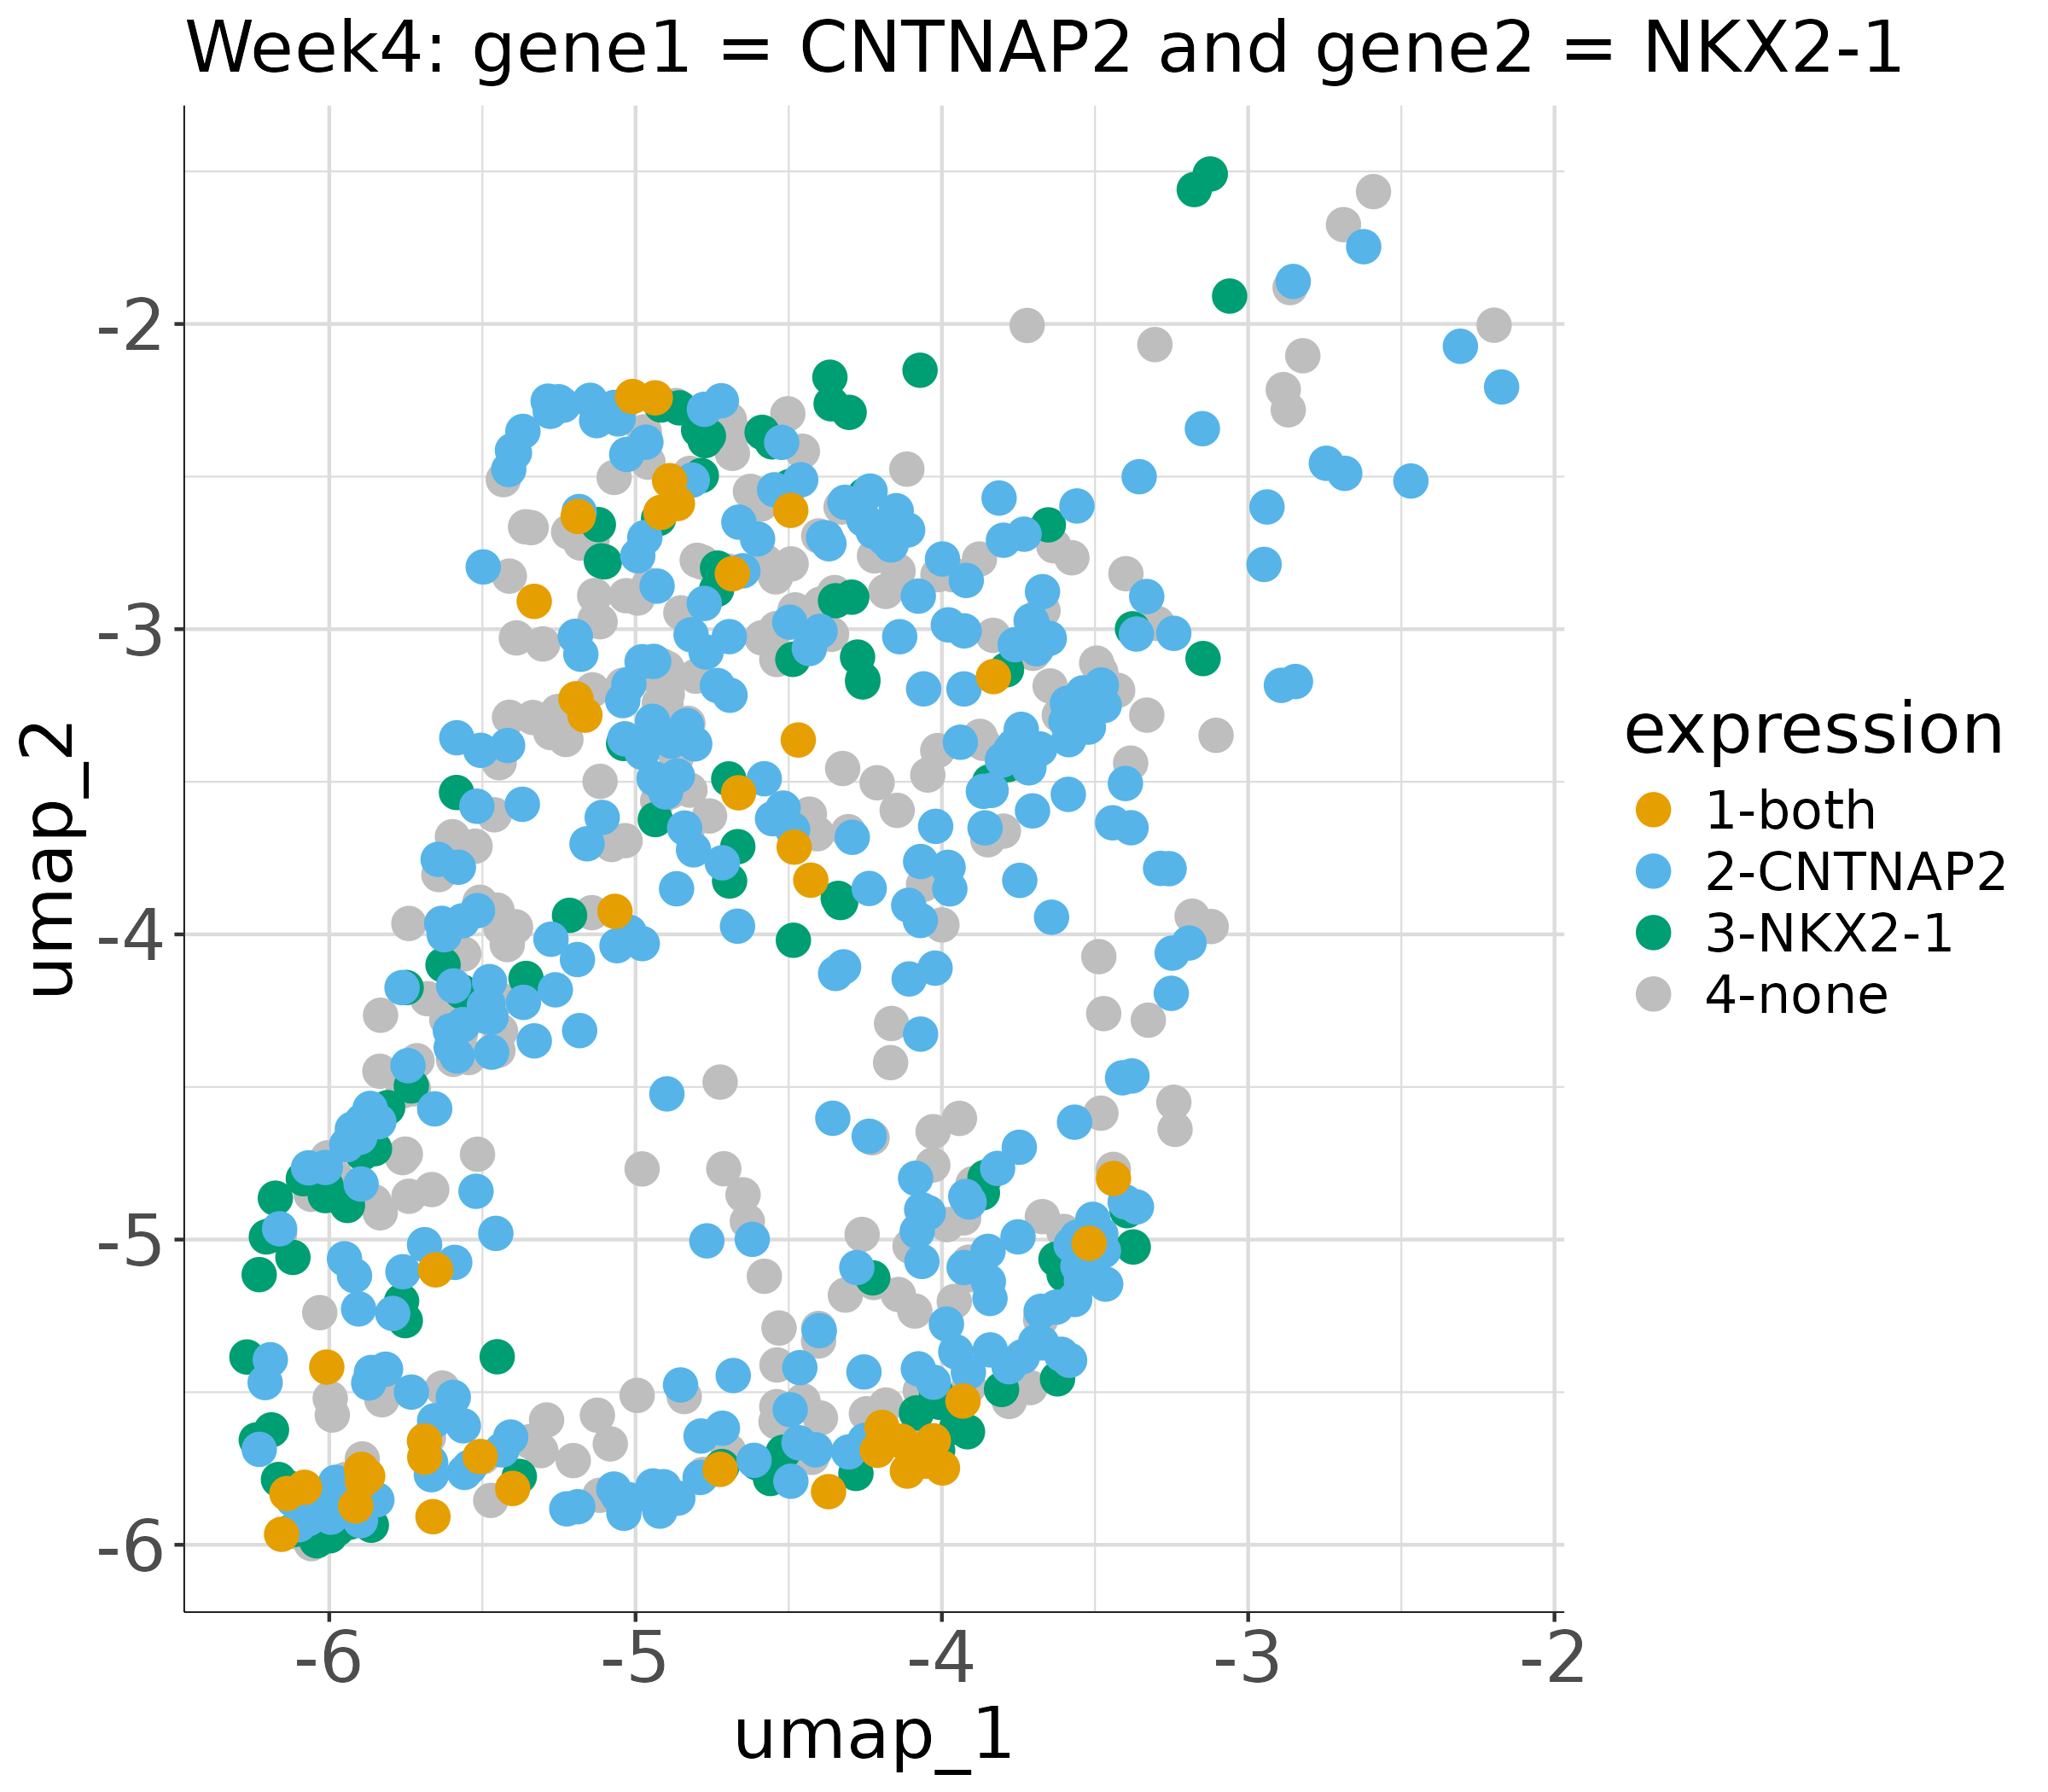 Week4: gene1 = CNTNAP2 and gene2 = NKX2-1
umap_2
-2
-3
-4
-5
-6
-6 -5 -4 -3 -2
umap_1
expression
1-both
2-CNTNAP2
3-NKX2-1
4-none